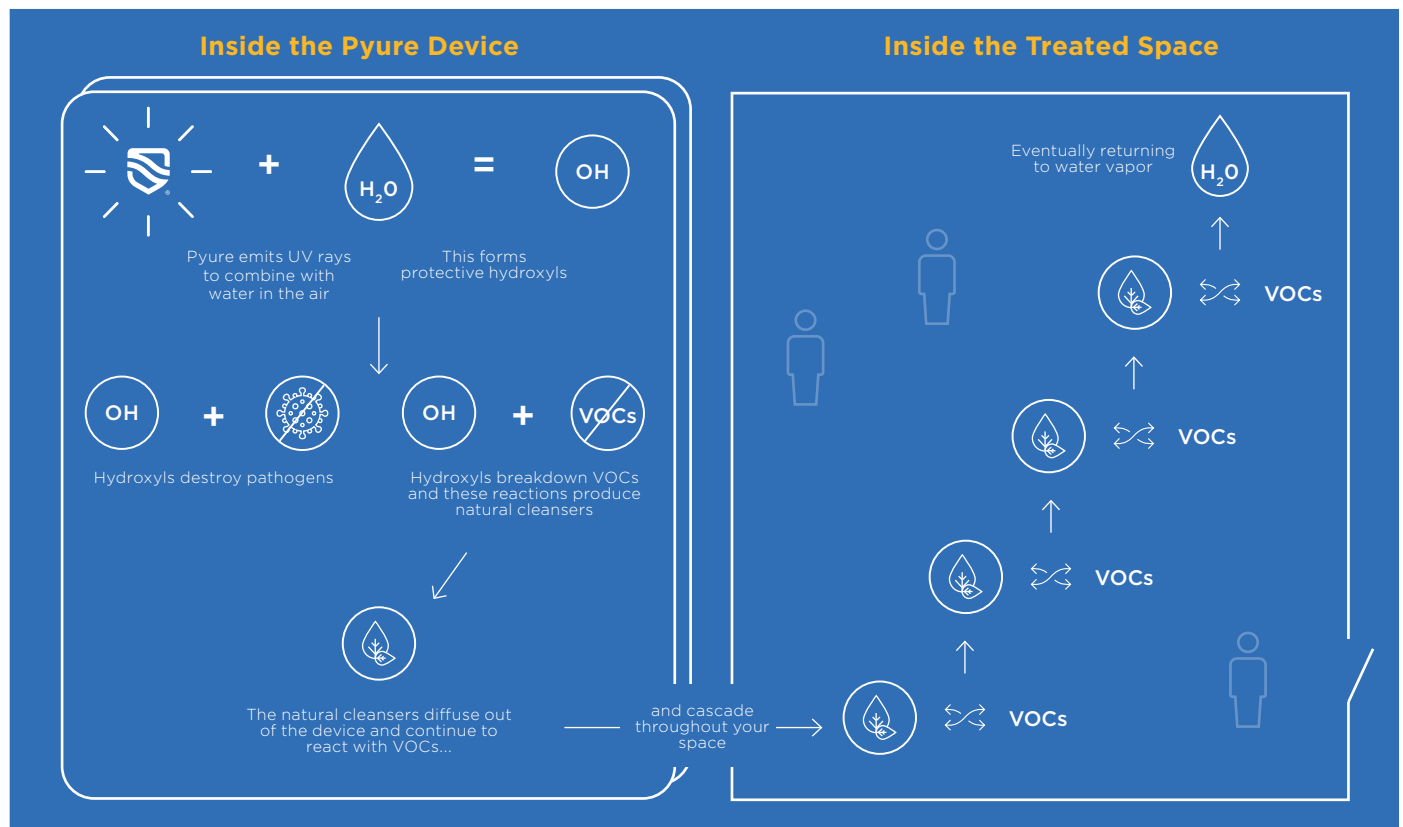 Inside the Pyure Device
+
H₂0
=
OH
®
Pyure emits UV rays
to combine with
water in the air
This forms
protective hydroxyls
OH
+
OH
+
VOCs
Hydroxyls destroy pathogens
Hydroxyls breakdown VOCs
and these reactions produce
natural cleansers
The natural cleansers diffuse out
of the device and continue to
react with VOCs...
and cascade
throughout your
space
Inside the Treated Space
Eventually returning
to water vapor
H₂0
VOCs
VOCs
VOCs
VOCs